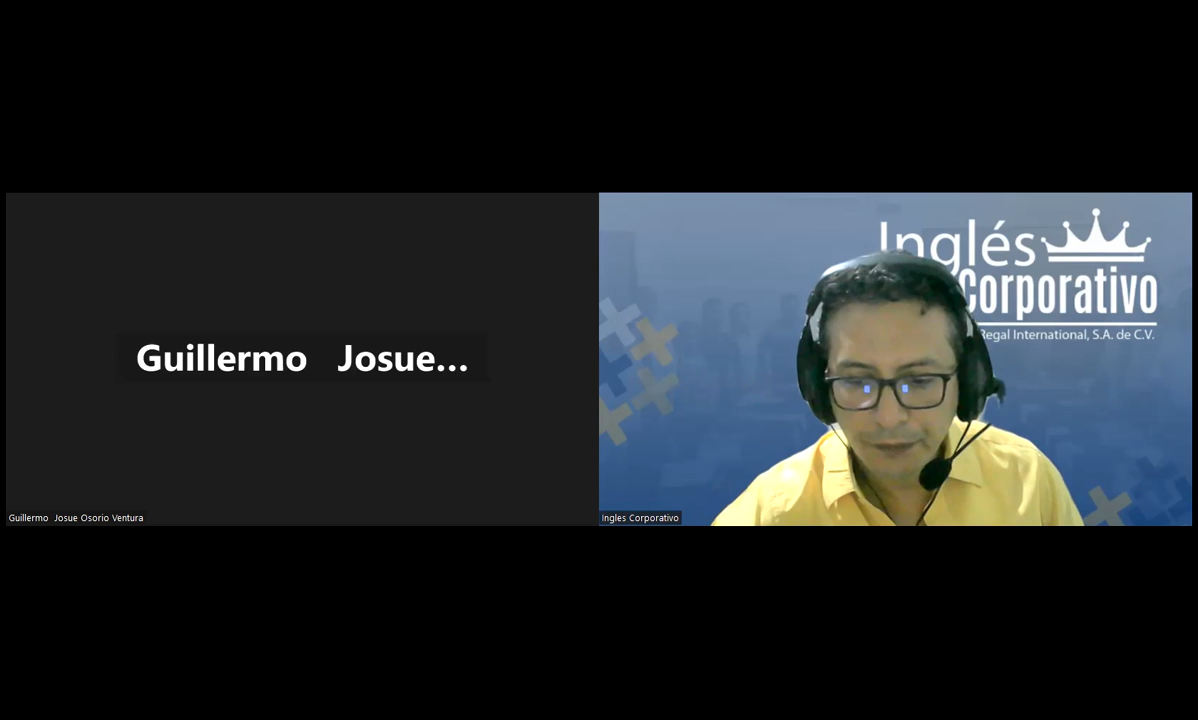 Guillermo Josue...
Guillermo Josue Osorio Ventura
Inglés
Corporativo
Regal International, S.A. de C.V.
Ingles Corporativo